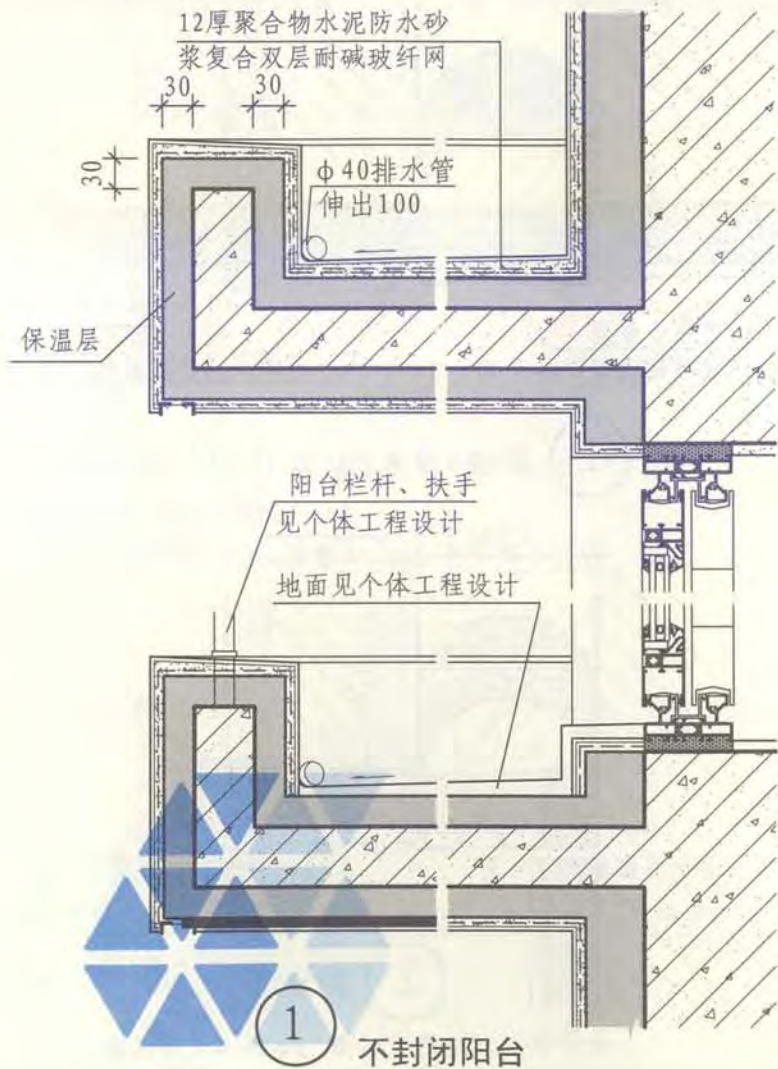 12厚聚合物水泥防水砂
浆复合双层耐碱玻纤网
30
30
30
ф40排水管
伸出100
保温层
阳台栏杆、扶手
见个体工程设计
地面见个体工程设计
1
不封闭阳台